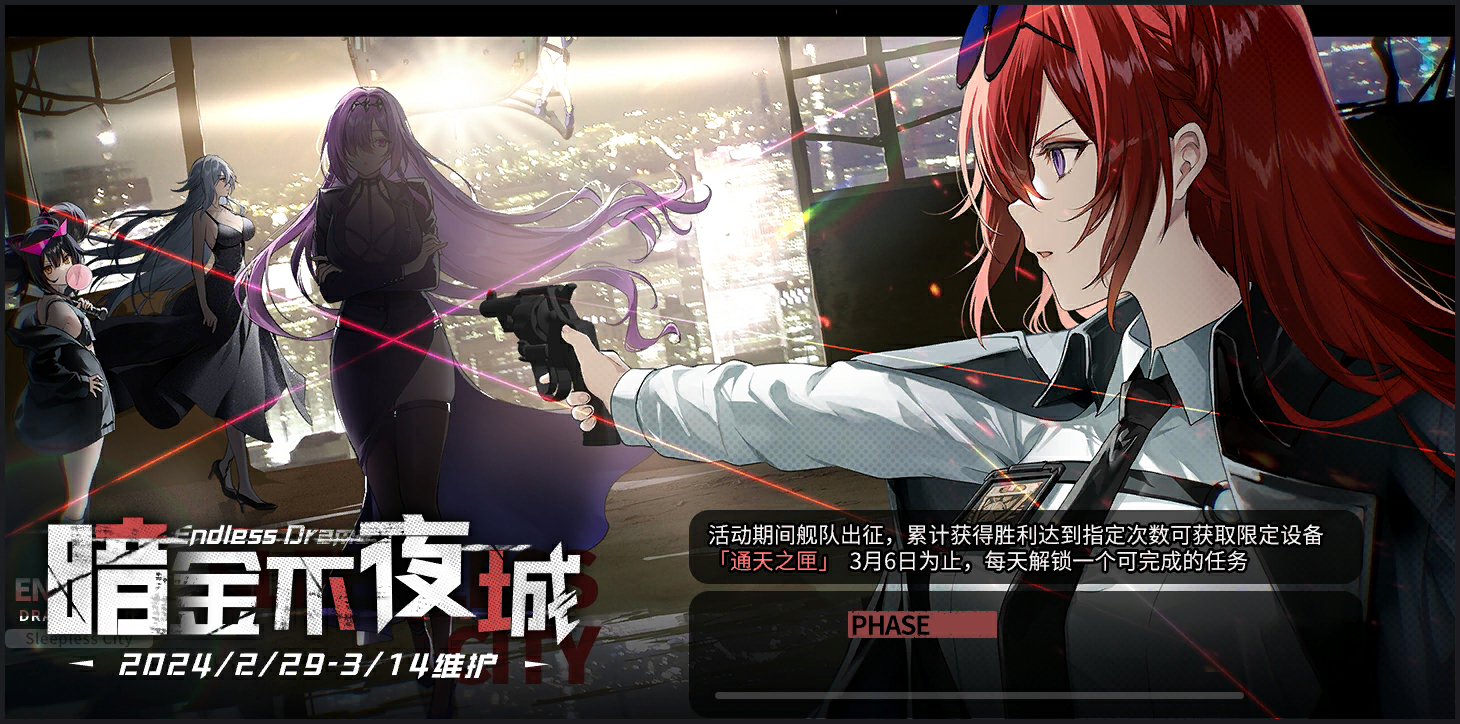 暗金不夜城
Sleepless City
CITY
2024/2/29-3/14维护
活动期间舰队出征，累计获得胜利达到指定次数可获取限定设备
「通天之匣」 3月6日为止，每天解锁一个可完成的任务
PHASE